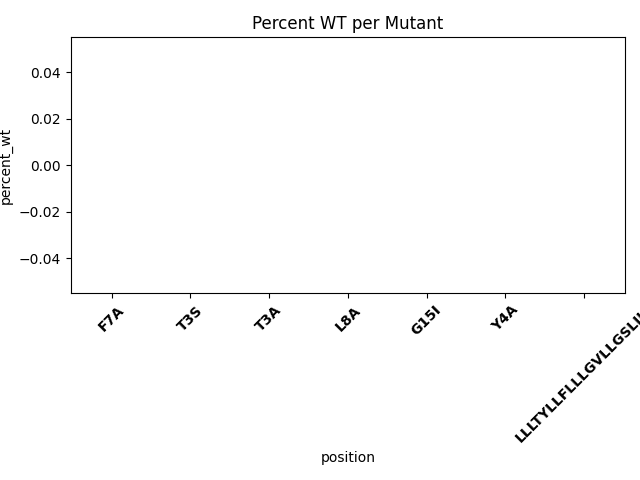 Percent WT per Mutant
percent_wt
0.04
0.02
0.00
−0.02
−0.04
F7A
T3S
T3A
L8A
G15I
Y4A
position